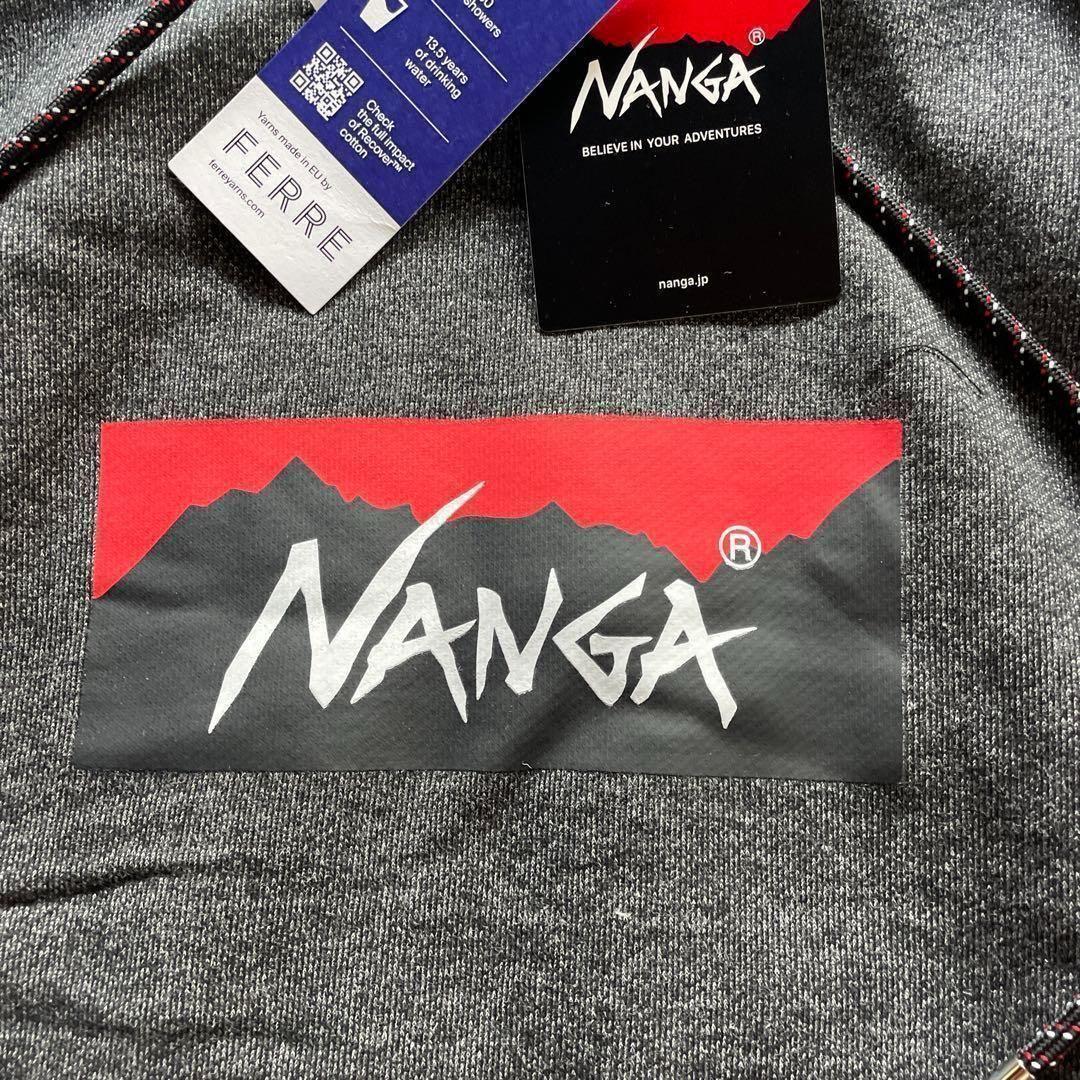 showers
13.5 years
of drinking
water
Check
the full impact
of Recover™
cotton
Yarns made in EU by
FERRE
ferreyarns.com
NANGA®
BELIEVE IN YOUR ADVENTURES
nanga.jp
NANGA®